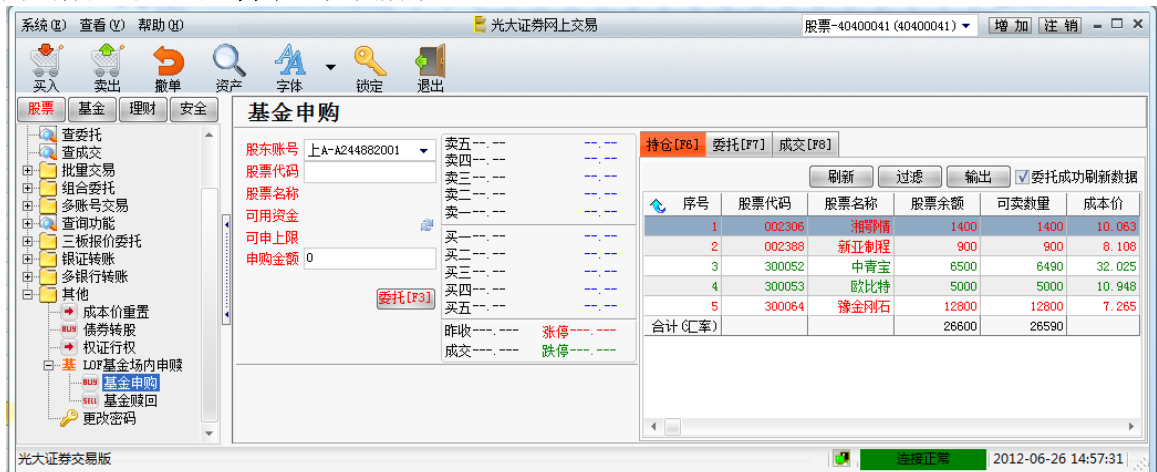 系统(E) 查看(V) 帮助(H) 光大证券网上交易 股票-40400041(40400041) 增 加 注 销
买入 卖出 撤单 资产 字体 锁定 退出
股票 基金 理财 安全
查委托
查成交
批量交易
组合委托
多账号交易
查询功能
三板报价委托
银证转账
多银行转账
其他
成本价重置
BUY 债券转股
权证行权
基 LOF基金场内申赎
BUY 基金申购
SELL 基金赎回
更改密码
基金申购
股东账号 上A-A244882001
股票代码
股票名称
可用资金
可申上限
申购金额 0
委托[F3]
卖五--.-- --.--
卖四--.-- --.--
卖三--.-- --.--
卖二--.-- --.--
卖一--.-- --.--
买一--.-- --.--
买二--.-- --.--
买三--.-- --.--
买四--.-- --.--
买五--.-- --.--
昨收---.--- 涨停---.---
成交---.--- 跌停---.---
持仓[F6] 委托[F7] 成交[F8]
刷新 过滤 输出 委托成功刷新数据
序号 股票代码 股票名称 股票余额 可卖数量 成本价
1 002306 湘鄂情 1400 1400 10.063
2 002388 新亚制程 900 900 8.108
3 300052 中青宝 6500 6490 32.025
4 300053 欧比特 5000 5000 10.948
5 300064 豫金刚石 12800 12800 7.265
合计(汇率) 26600 26590
光大证券交易版 连接正常 2012-06-26 14:57:31